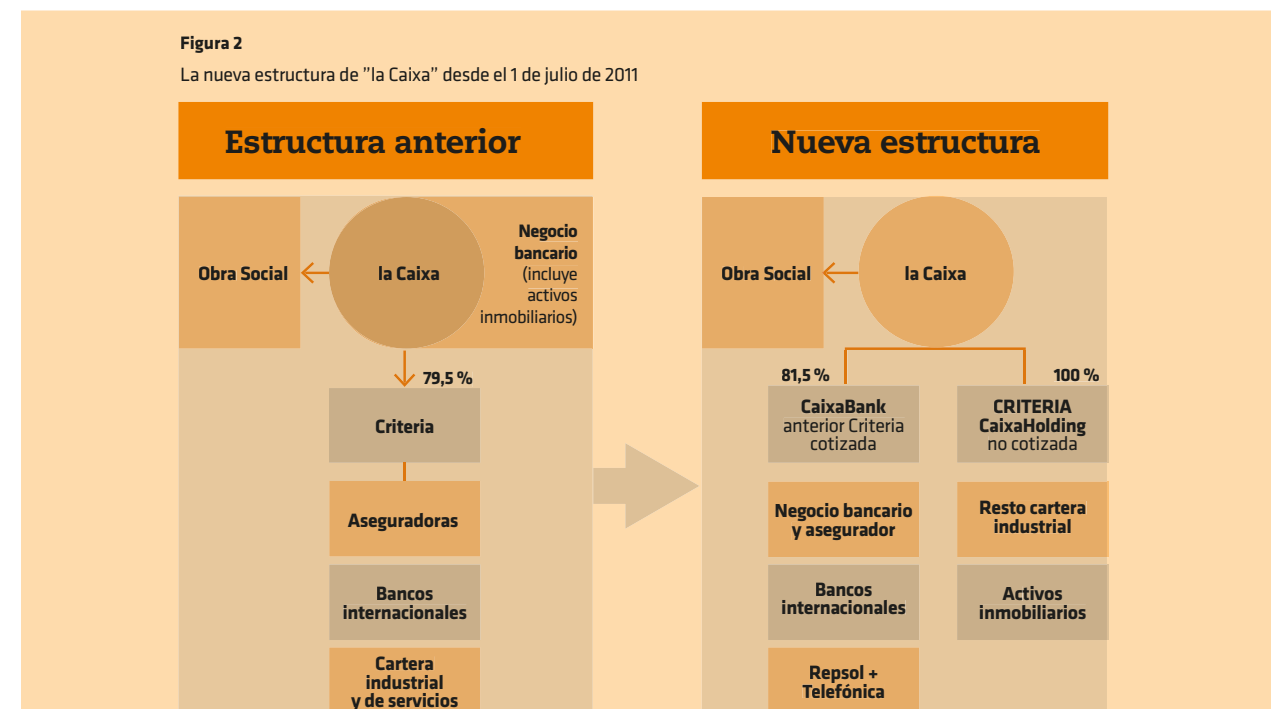 Figura 2
La nueva estructura de ”la Caixa” desde el 1 de julio de 2011
Estructura anterior
Obra Social
la Caixa
Negocio
bancario
(incluye
activos
inmobiliarios)
79,5 %
Criteria
Aseguradoras
Bancos
internacionales
Cartera
industrial
y de servicios
Nueva estructura
Obra Social
la Caixa
81,5 %
100 %
CaixaBank
anterior Criteria
cotizada
CRITERIA
CaixaHolding
no cotizada
Negocio bancario
y asegurador
Resto cartera
industrial
Bancos
internacionales
Activos
inmobiliarios
Repsol +
Telefónica